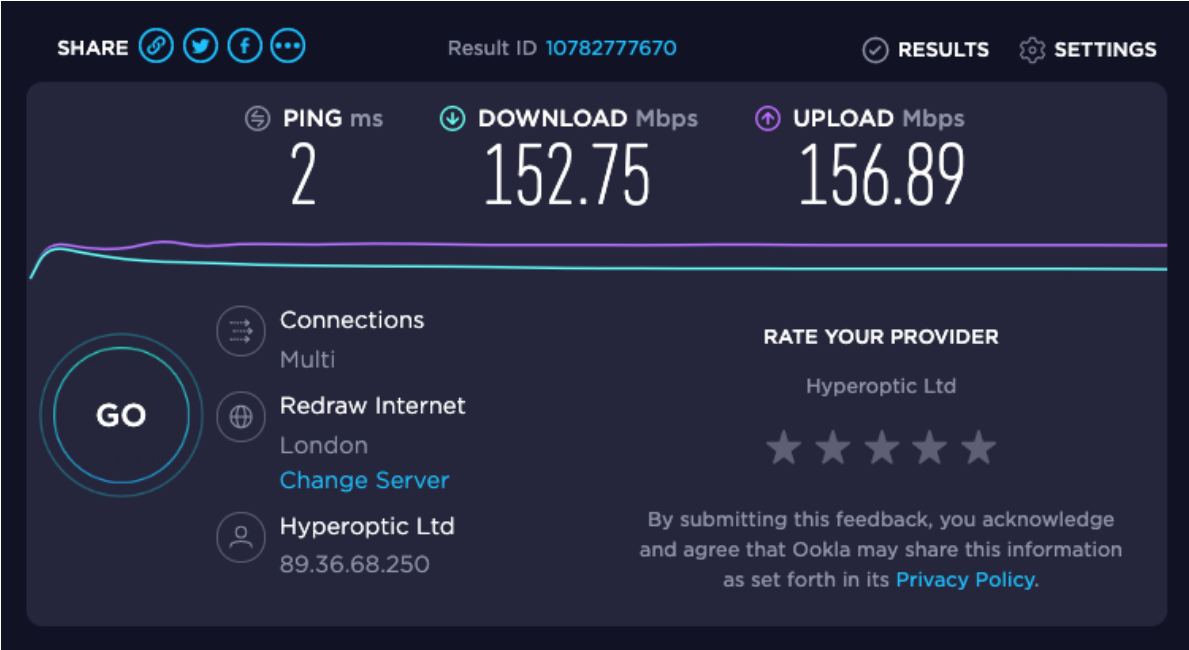 SHARE Result ID 10782777670 RESULTS SETTINGS
PING ms DOWNLOAD Mbps UPLOAD Mbps
2 152.75 156.89
Connections
Multi
Redraw Internet
London
Change Server
Hyperoptic Ltd
89.36.68.250
GO
RATE YOUR PROVIDER
Hyperoptic Ltd
By submitting this feedback, you acknowledge
and agree that Ookla may share this information
as set forth in its Privacy Policy.